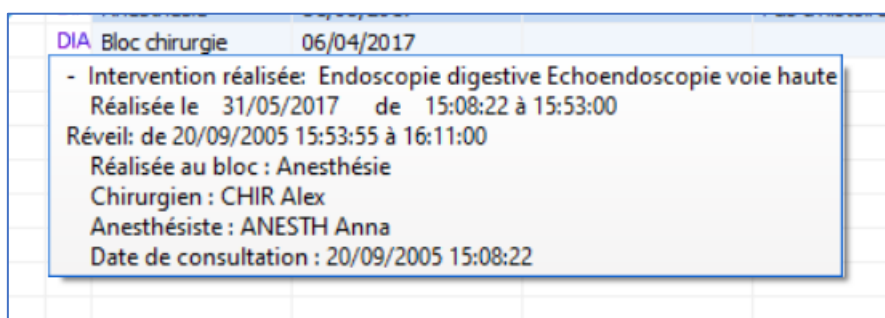 DIA Bloc chirurgie 06/04/2017
- Intervention réalisée: Endoscopie digestive Echoendoscopie voie haute
Réalisée le 31/05/2017 de 15:08:22 à 15:53:00
Réveil: de 20/09/2005 15:53:55 à 16:11:00
Réalisée au bloc : Anesthésie
Chirurgien : CHIR Alex
Anesthésiste : ANESTH Anna
Date de consultation : 20/09/2005 15:08:22